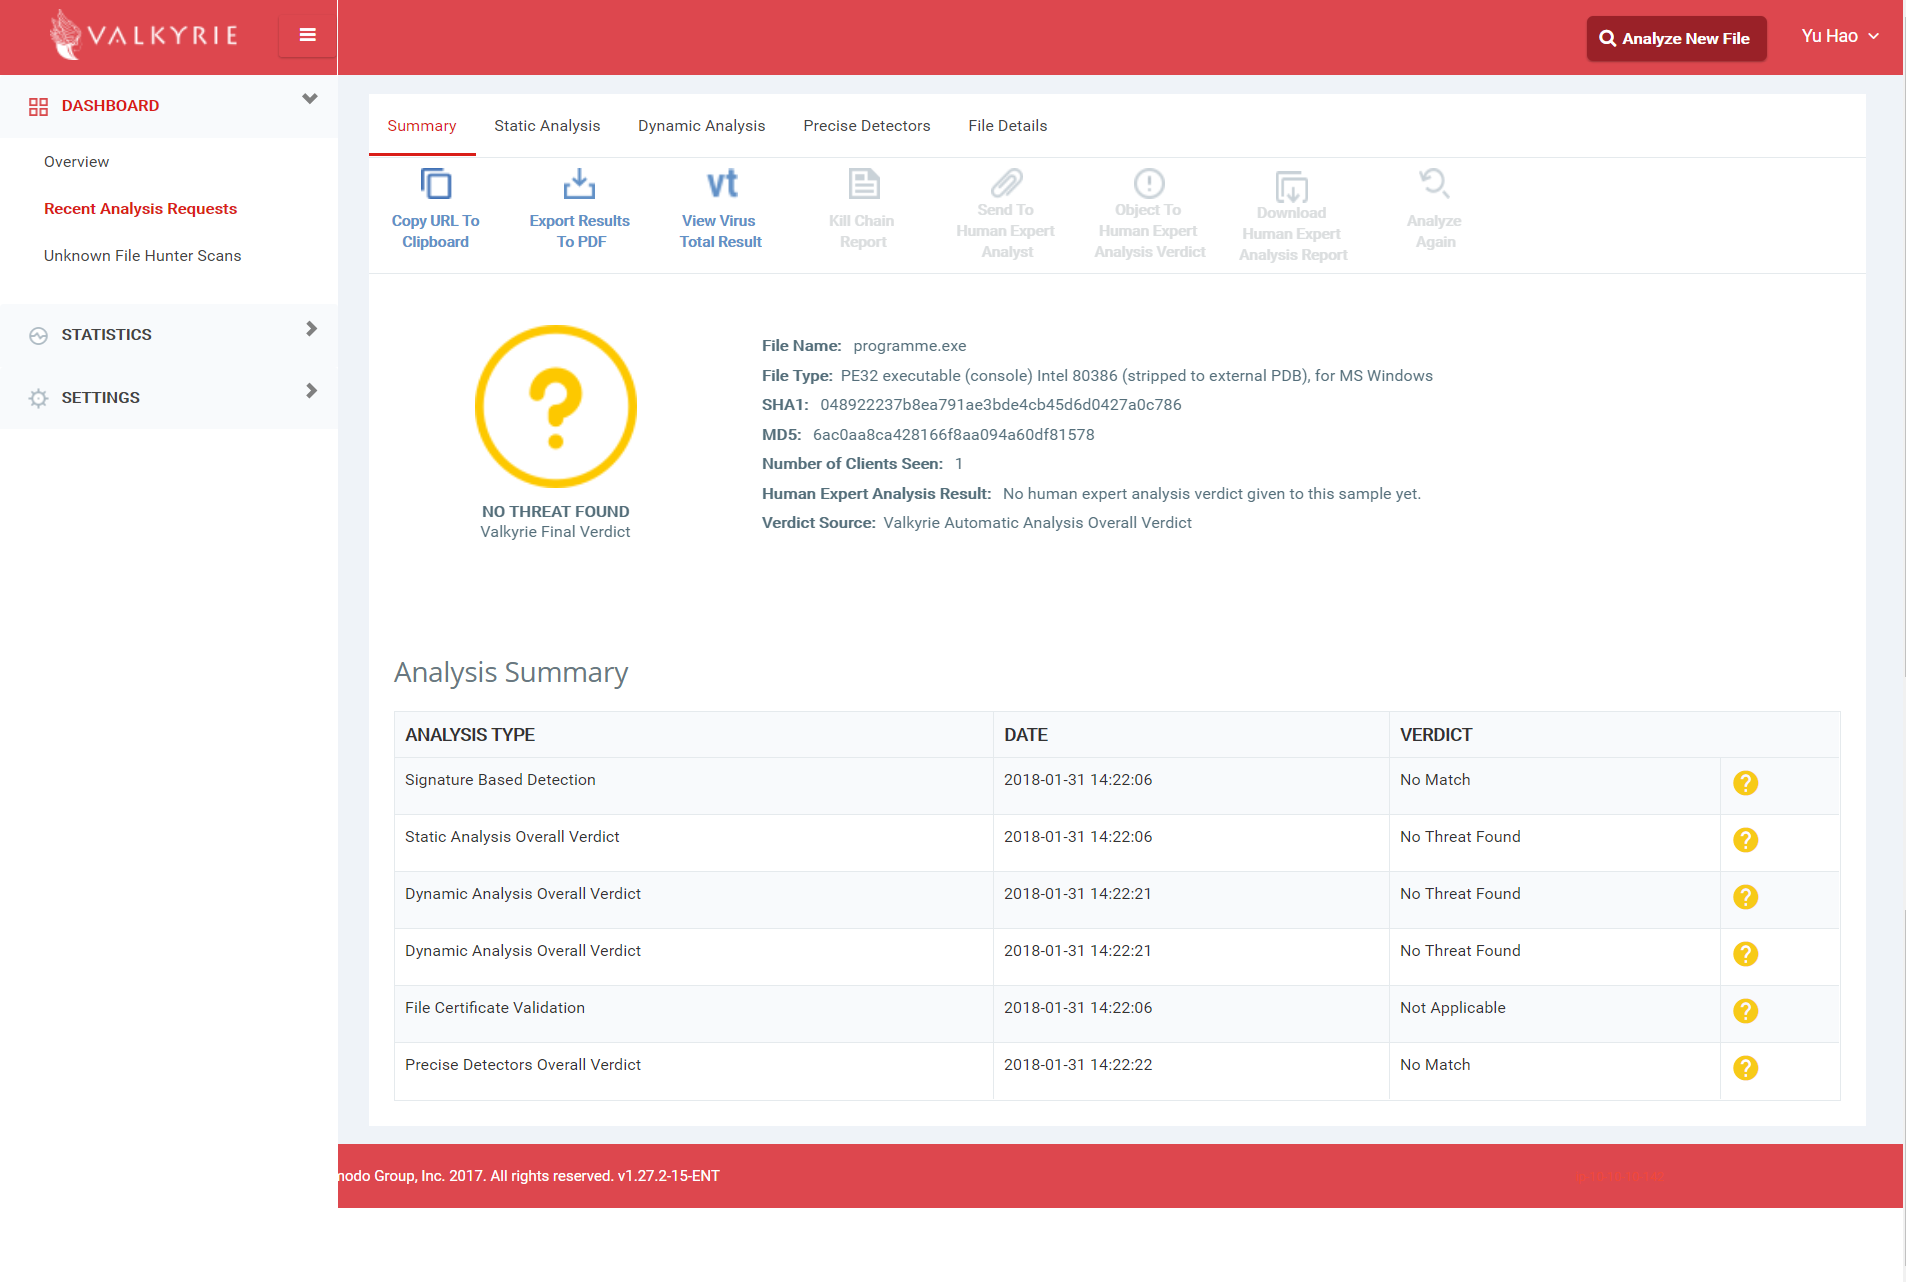 VALKYRIE
Analyze New File
Yu Hao
DASHBOARD
Overview
Recent Analysis Requests
Unknown File Hunter Scans
STATISTICS
SETTINGS
Summary Static Analysis Dynamic Analysis Precise Detectors File Details
Copy URL To
Clipboard
Export Results
To PDF
vt
View Virus
Total Result
Kill Chain
Report
Send To
Human Expert
Analyst
Object To
Human Expert
Analysis Verdict
Download
Human Expert
Analysis Report
Analyze
Again
NO THREAT FOUND
Valkyrie Final Verdict
File Name: programme.exe
File Type: PE32 executable (console) Intel 80386 (stripped to external PDB), for MS Windows
SHA1: 048922237b8ea791ae3bde4cb45d6d0427a0c786
MD5: 6ac0aa8ca428166f8aa094a60df81578
Number of Clients Seen: 1
Human Expert Analysis Result: No human expert analysis verdict given to this sample yet.
Verdict Source: Valkyrie Automatic Analysis Overall Verdict
Analysis Summary
ANALYSIS TYPE DATE VERDICT
Signature Based Detection 2018-01-31 14:22:06 No Match
Static Analysis Overall Verdict 2018-01-31 14:22:06 No Threat Found
Dynamic Analysis Overall Verdict 2018-01-31 14:22:21 No Threat Found
Dynamic Analysis Overall Verdict 2018-01-31 14:22:21 No Threat Found
File Certificate Validation 2018-01-31 14:22:06 Not Applicable
Precise Detectors Overall Verdict 2018-01-31 14:22:22 No Match
modo Group, Inc. 2017. All rights reserved. v1.27.2-15-ENT